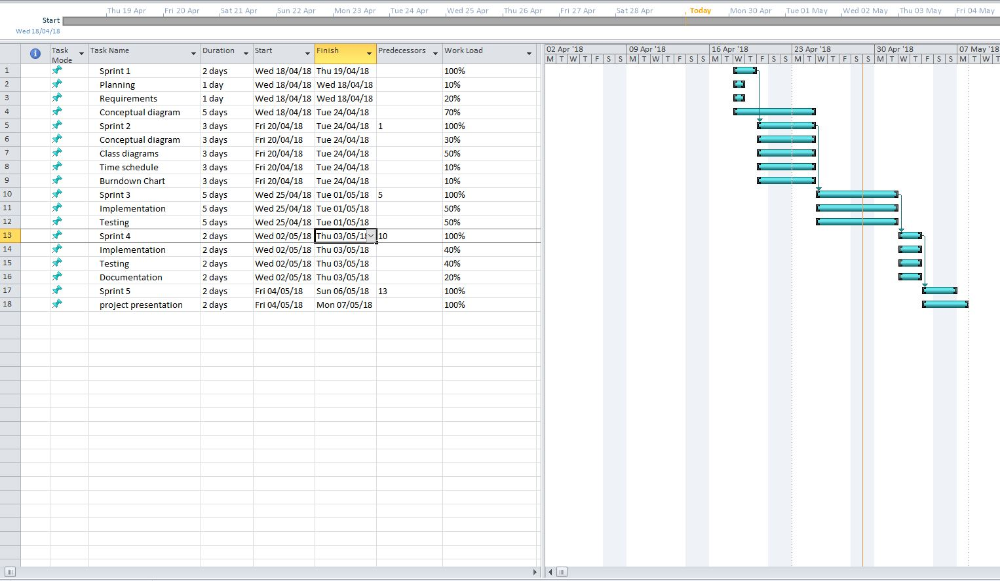 Thu 19 Apr Fri 20 Apr Sat 21 Apr Sun 22 Apr Mon 23 Apr Tue 24 Apr Wed 25 Apr Thu 26 Apr Fri 27 Apr Sat 28 Apr Today Mon 30 Apr Tue 01 May Wed 02 May Thu 03 May Fri 04 May
Start
Wed 18/04/18
Task Mode Task Name Duration Start Finish Predecessors Work Load
02 Apr '18 09 Apr '18 16 Apr '18 23 Apr '18 30 Apr '18 07 May '18
M T W T F S S M T W T F S S M T W T F S S M T W T F S S M T W T F S S M T W T
1 Sprint 1 2 days Wed 18/04/18 Thu 19/04/18 100%
2 Planning 1 day Wed 18/04/18 Wed 18/04/18 10%
3 Requirements 1 day Wed 18/04/18 Wed 18/04/18 20%
4 Conceptual diagram 5 days Wed 18/04/18 Tue 24/04/18 70%
5 Sprint 2 3 days Fri 20/04/18 Tue 24/04/18 1 100%
6 Conceptual diagram 3 days Fri 20/04/18 Tue 24/04/18 30%
7 Class diagrams 3 days Fri 20/04/18 Tue 24/04/18 50%
8 Time schedule 3 days Fri 20/04/18 Tue 24/04/18 10%
9 Burndown Chart 3 days Fri 20/04/18 Tue 24/04/18 10%
10 Sprint 3 5 days Wed 25/04/18 Tue 01/05/18 5 100%
11 Implementation 5 days Wed 25/04/18 Tue 01/05/18 50%
12 Testing 5 days Wed 25/04/18 Tue 01/05/18 50%
13 Sprint 4 2 days Wed 02/05/18 Thu 03/05/18 10 100%
14 Implementation 2 days Wed 02/05/18 Thu 03/05/18 40%
15 Testing 2 days Wed 02/05/18 Thu 03/05/18 40%
16 Documentation 2 days Wed 02/05/18 Thu 03/05/18 20%
17 Sprint 5 2 days Fri 04/05/18 Sun 06/05/18 13 100%
18 project presentation 2 days Fri 04/05/18 Mon 07/05/18 100%